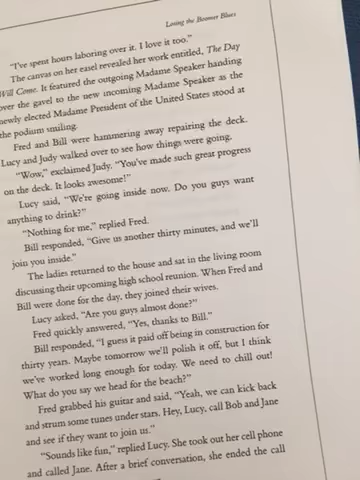 Losing the Boomer Blues
"I've spent hours laboring over it. I love it too."
The canvas on her easel revealed her work entitled, The Day
Will Come. It featured the outgoing Madame Speaker handing
over the gavel to the new incoming Madame Speaker as the
newly elected Madame President of the United States stood at
the podium smiling.
Fred and Bill were hammering away repairing the deck.
Lucy and Judy walked over to see how things were going.
"Wow," exclaimed Judy. "You've made such great progress
on the deck. It looks awesome!"
Lucy said, "We're going inside now. Do you guys want
anything to drink?"
"Nothing for me," replied Fred.
Bill responded, "Give us another thirty minutes, and we'll
join you inside."
The ladies returned to the house and sat in the living room
discussing their upcoming high school reunion. When Fred and
Bill were done for the day, they joined their wives.
Lucy asked, "Are you guys almost done?"
Fred quickly answered, "Yes, thanks to Bill."
Bill responded, "I guess it paid off being in construction for
thirty years. Maybe tomorrow we'll polish it off, but I think
we've worked long enough for today. We need to chill out!
What do you say we head for the beach?"
Fred grabbed his guitar and said, "Yeah, we can kick back
and strum some tunes under stars. Hey, Lucy, call Bob and Jane
and see if they want to join us."
"Sounds like fun," replied Lucy. She took out her cell phone
and called Jane. After a brief conversation, she ended the call